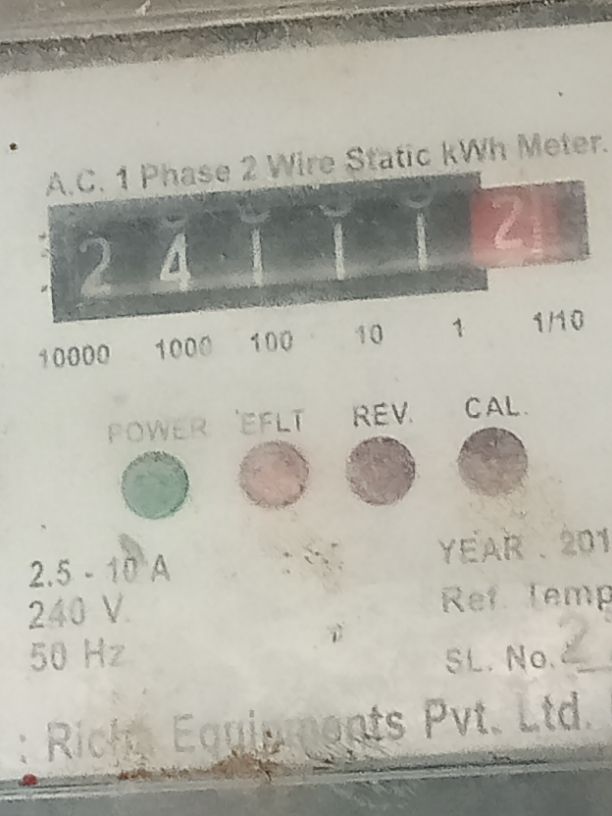 A.C. 1 Phase 2 Wire Static kWh Meter.
2 4 1 1 1 2
10000 1000 100 10 1 1/10
POWER EFLT REV. CAL.
2.5 - 10 A
240 V.
50 Hz
YEAR . 201
Ref. Temp
SL. No. 2
: Equipments Pvt. Ltd.